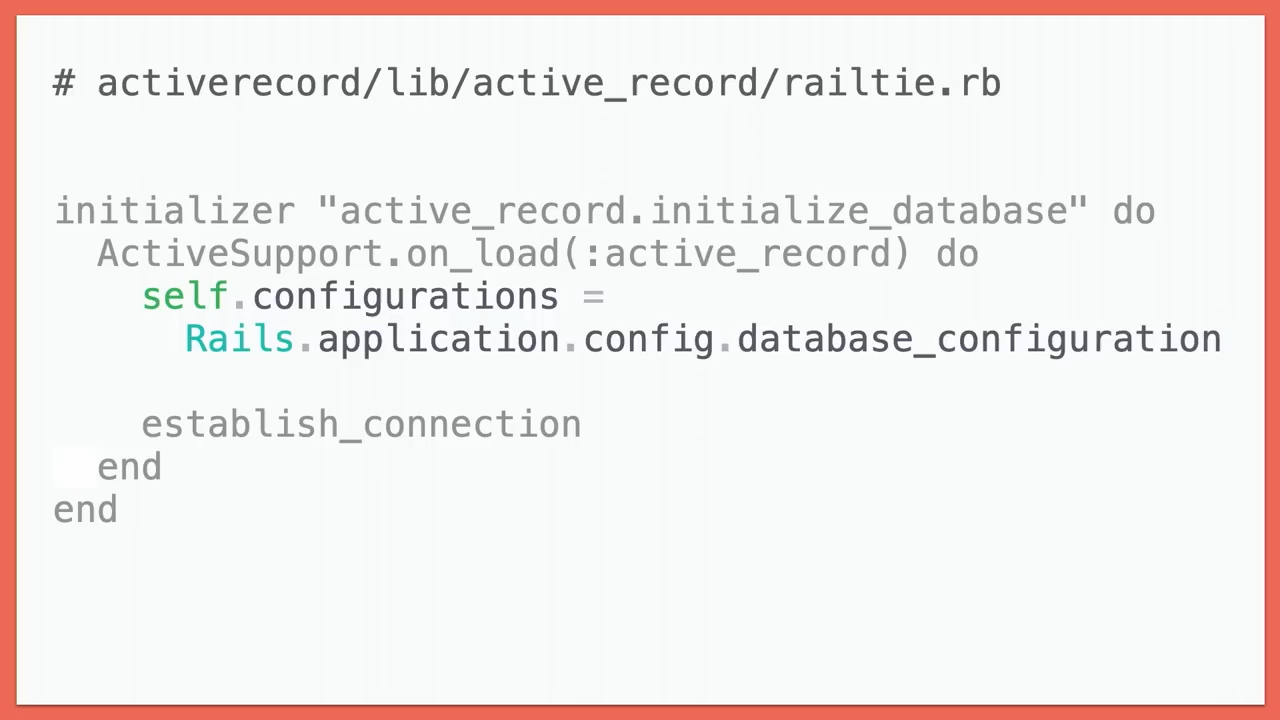 # activerecord/lib/active_record/railtie.rb
initializer "active_record.initialize_database" do
  ActiveSupport.on_load(:active_record) do
    self.configurations =
      Rails.application.config.database_configuration
    establish_connection
  end
end